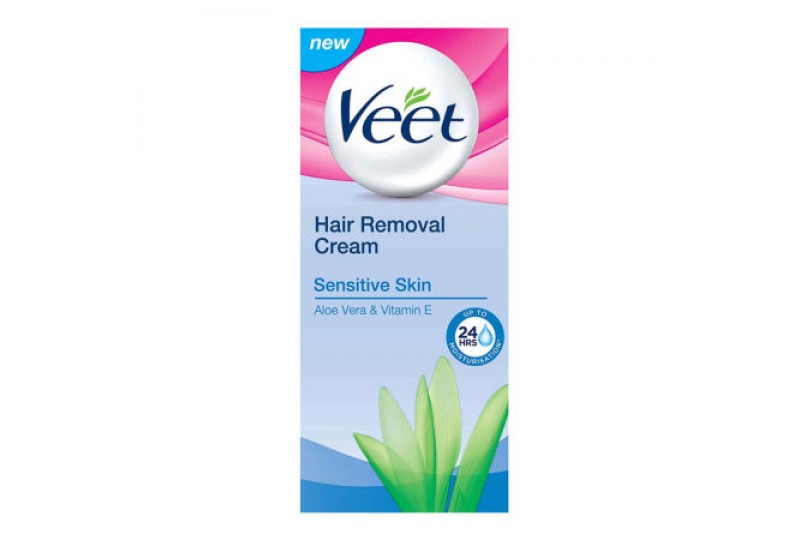 new
Veet
Hair Removal
Cream
Sensitive Skin
Aloe Vera & Vitamin E
UP TO
24
HRS
MOISTURISATION*